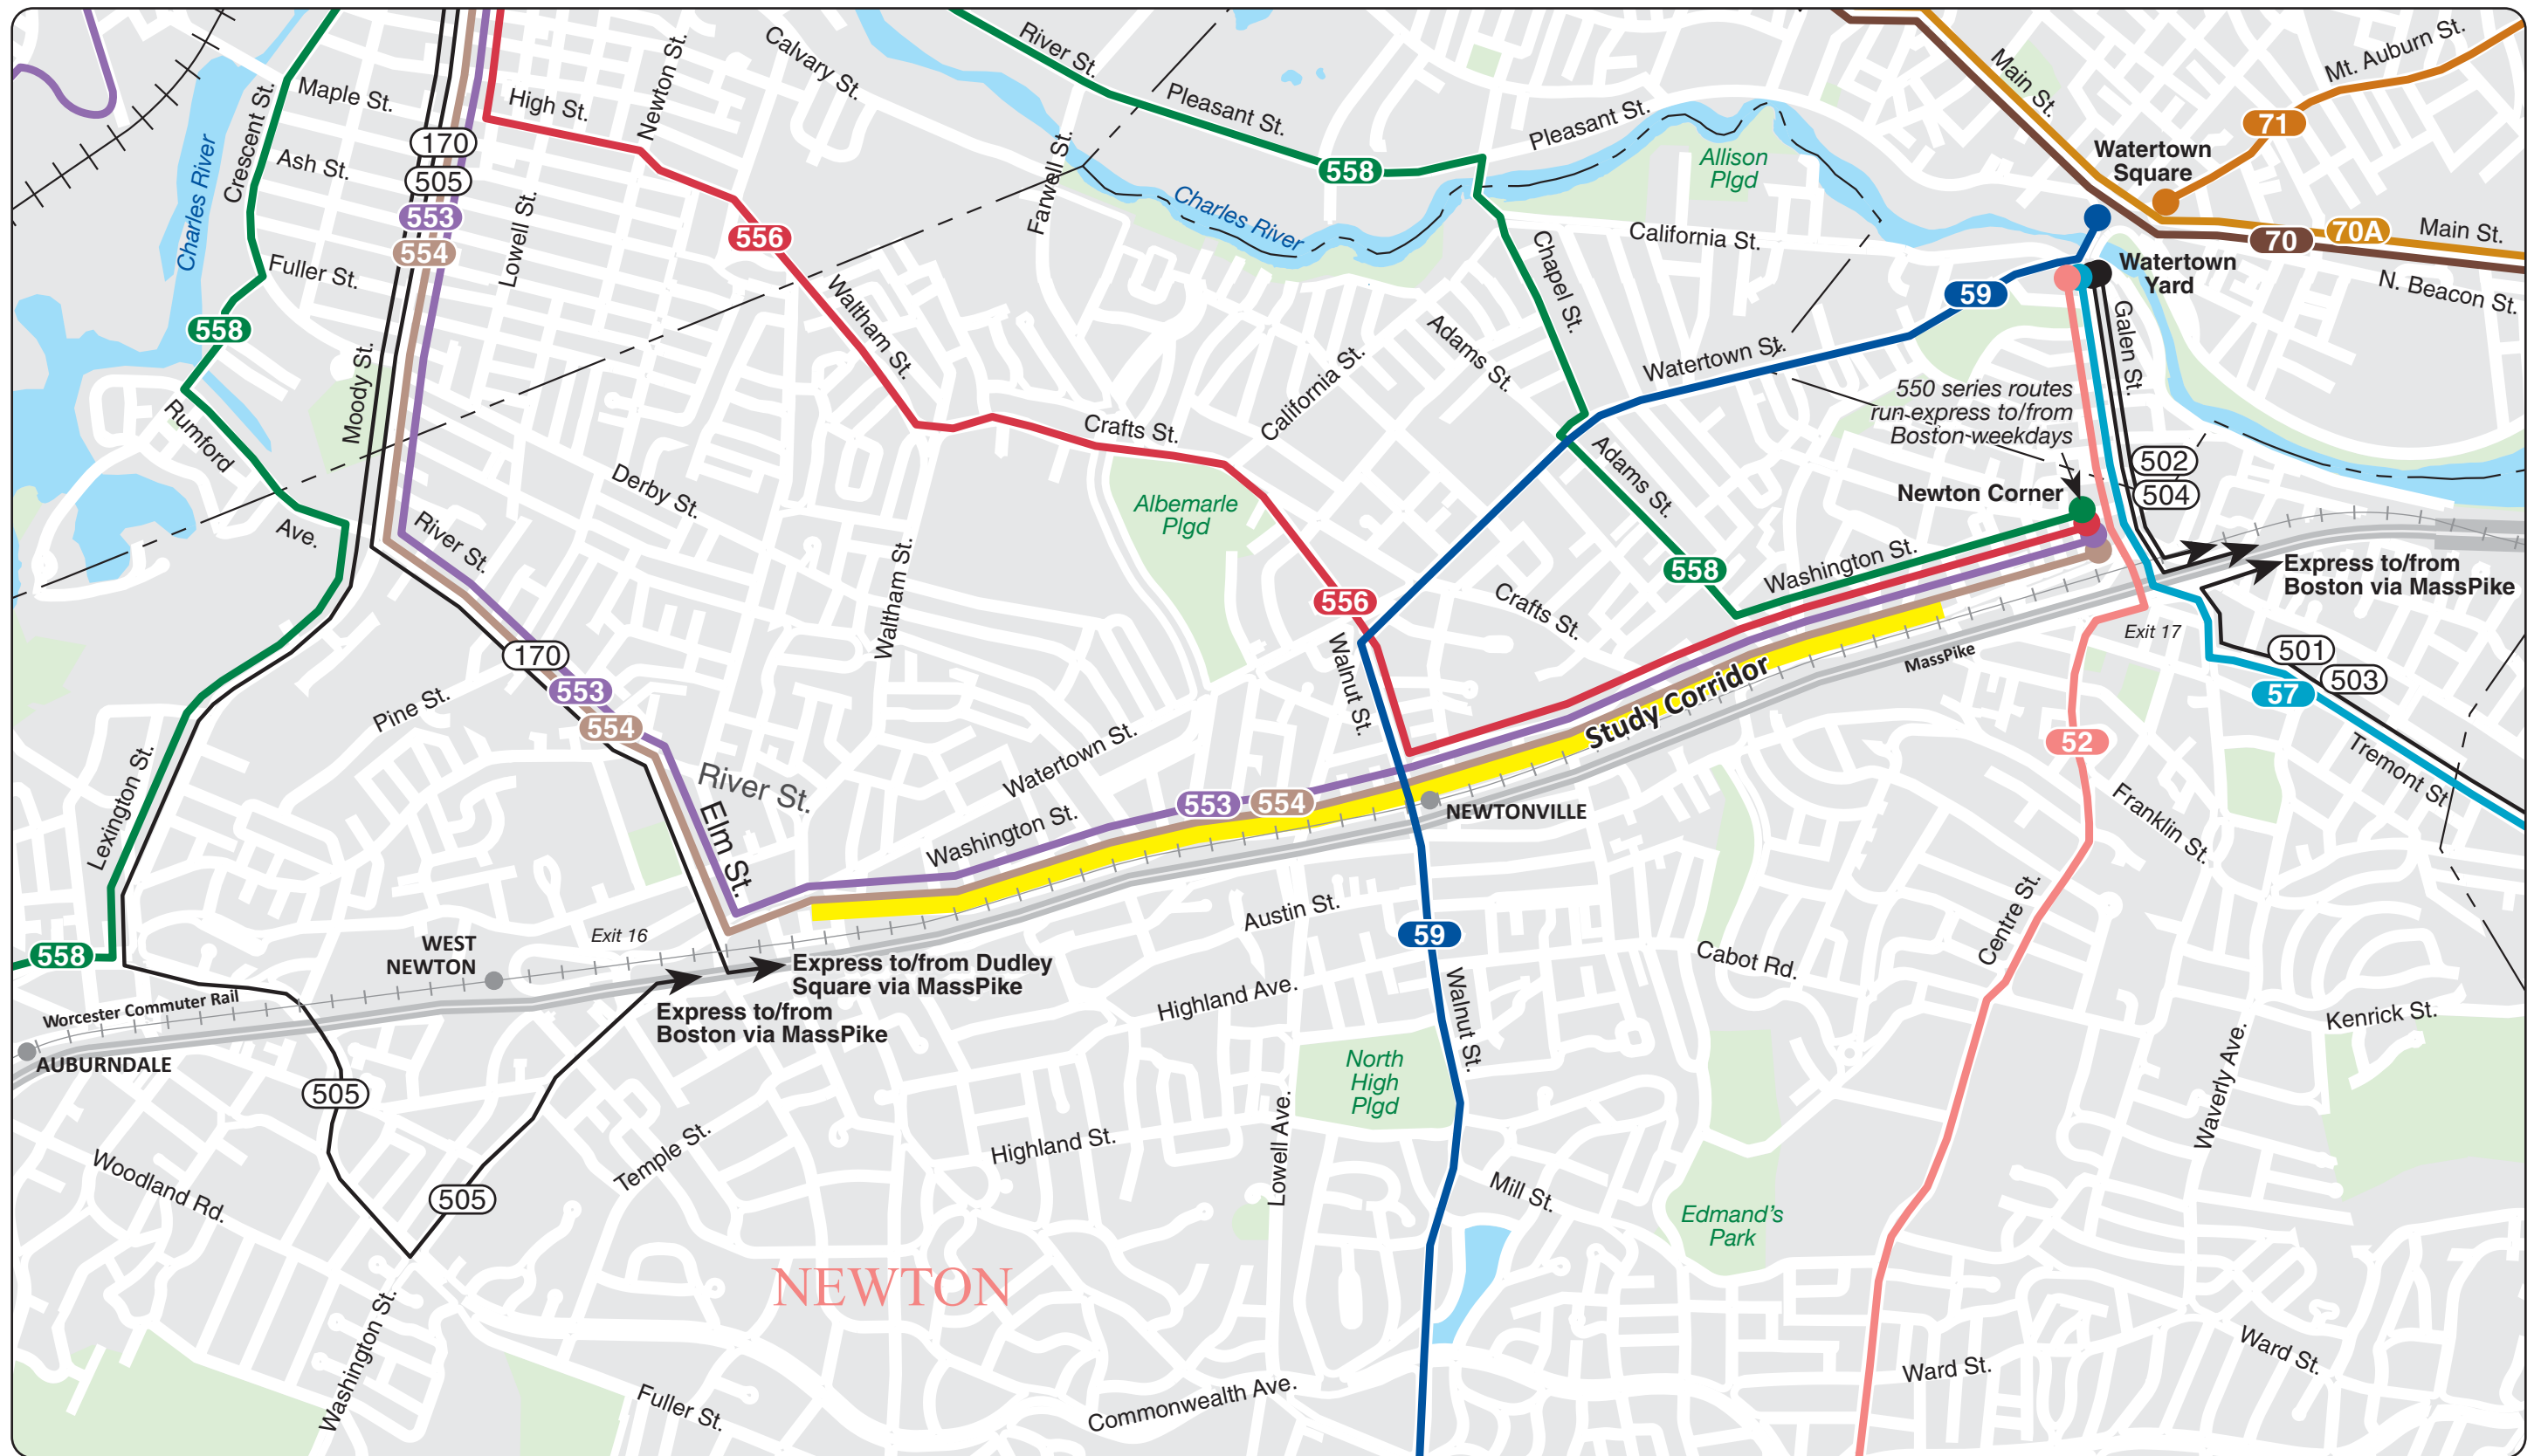 River St.
Calvary St.
Newton St.
Main St.
Mt. Auburn St.
Maple St.
High St.
Pleasant St.
Pleasant St.
71
Crescent St.
170
Ash St.
505
Watertown
Square
Allison
Plgd
558
Farwell St.
Charles River
553
Lowell St.
Charles River
554
556
California St.
70
70A
Main St.
Fuller St.
Watertown
Yard
N. Beacon St.
59
Chapel St.
558
Waltham St.
Galen St.
Adams St.
Watertown St.
California St.
Moody St.
550 series routes
run express to/from
Boston weekdays
Rumford
Crafts St.
502
504
Newton Corner
Derby St.
Albemarle
Plgd
Adams St.
Ave.
River St.
Washington St.
558
Express to/from
Boston via MassPike
Waltham St.
556
Crafts St.
Exit 17
170
501
503
57
Walnut St.
MassPike
553
554
Pine St.
Study Corridor
52
River St.
Watertown St.
Tremont St
Lexington St.
Elm St.
553
554
NEWTONVILLE
Washington St.
Franklin St.
Austin St.
59
Centre St.
558
WEST
NEWTON
Exit 16
Express to/from Dudley
Square via MassPike
Cabot Rd.
Highland Ave.
Walnut St.
Worcester Commuter Rail
Express to/from
Boston via MassPike
Kenrick St.
AUBURNDALE
North
High
Plgd
505
Waverly Ave.
Highland St.
Lowell Ave.
Temple St.
Woodland Rd.
505
Mill St.
Edmand's
Park
NEWTON
Washington St.
Ward St.
Ward St.
Commonwealth Ave.
Fuller St.